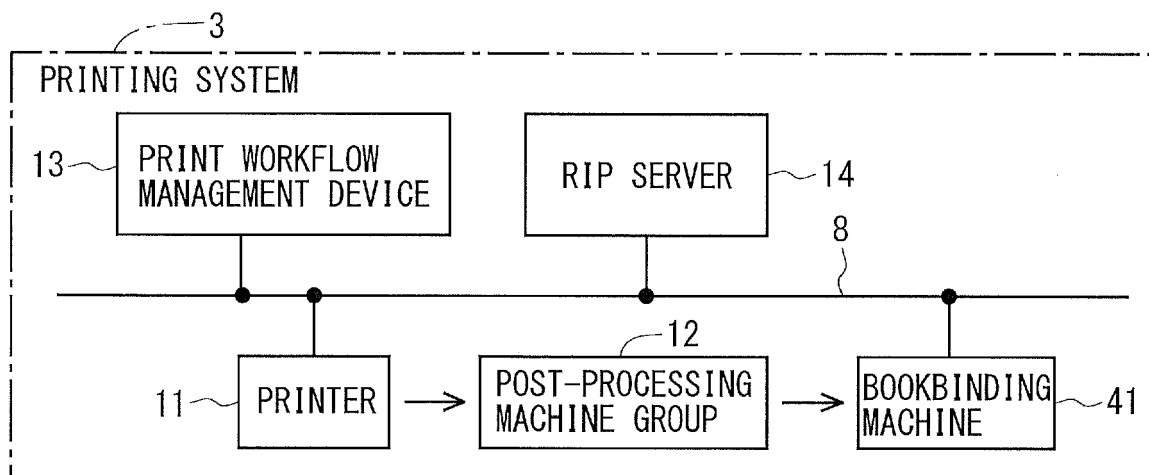 3
PRINTING SYSTEM
13
PRINT WORKFLOW
MANAGEMENT DEVICE
RIP SERVER
14
8
12
11
PRINTER
POST-PROCESSING
MACHINE GROUP
BOOKBINDING
MACHINE
41